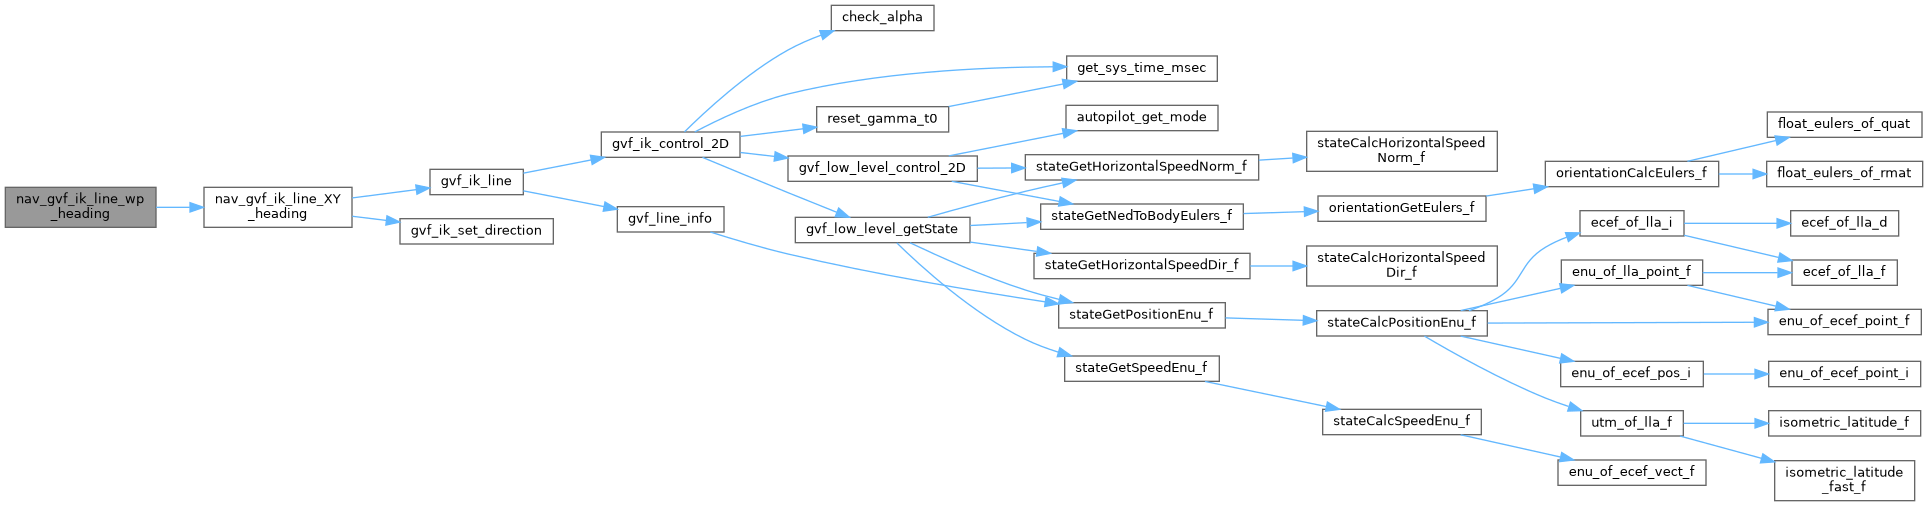 nav_gvf_ik_line_wp
_heading
nav_gvf_ik_line_XY
_heading
gvf_ik_line
gvf_ik_set_direction
gvf_ik_control_2D
gvf_line_info
check_alpha
get_sys_time_msec
reset_gamma_t0
autopilot_get_mode
gvf_low_level_control_2D
stateGetHorizontalSpeedNorm_f
stateCalcHorizontalSpeed
Norm_f
stateGetNedToBodyEulers_f
gvf_low_level_getState
stateGetHorizontalSpeedDir_f
stateCalcHorizontalSpeed
Dir_f
stateGetPositionEnu_f
stateGetSpeedEnu_f
orientationGetEulers_f
orientationCalcEulers_f
float_eulers_of_quat
float_eulers_of_rmat
stateCalcPositionEnu_f
ecef_of_lla_i
ecef_of_lla_d
enu_of_lla_point_f
ecef_of_lla_f
enu_of_ecef_point_f
enu_of_ecef_pos_i
enu_of_ecef_point_i
utm_of_lla_f
isometric_latitude_f
isometric_latitude
_fast_f
stateCalcSpeedEnu_f
enu_of_ecef_vect_f